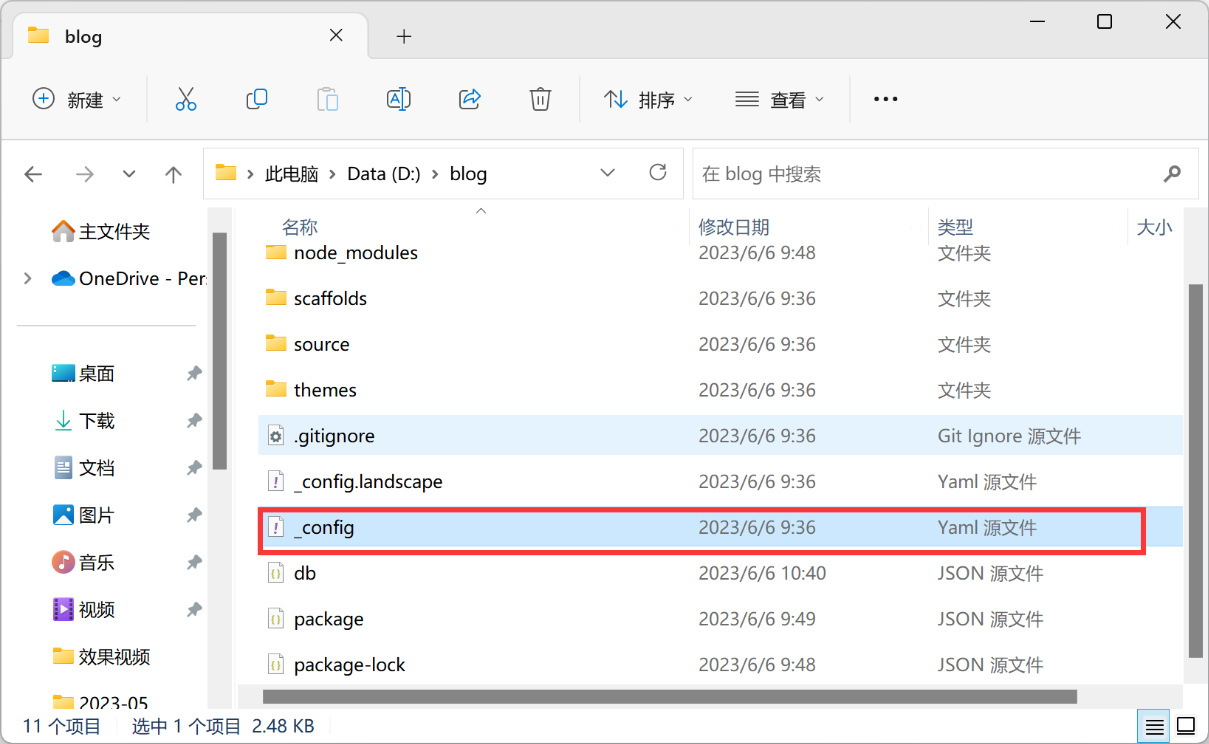 blog
新建
排序
查看
此电脑 Data (D:) blog
在 blog 中搜索
主文件夹
OneDrive - Per
桌面
下载
文档
图片
音乐
视频
效果视频
2023-05
名称 修改日期 类型 大小
node_modules 2023/6/6 9:48 文件夹
scaffolds 2023/6/6 9:36 文件夹
source 2023/6/6 9:36 文件夹
themes 2023/6/6 9:36 文件夹
.gitignore 2023/6/6 9:36 Git Ignore 源文件
_config.landscape 2023/6/6 9:36 Yaml 源文件
_config 2023/6/6 9:36 Yaml 源文件
db 2023/6/6 10:40 JSON 源文件
package 2023/6/6 9:49 JSON 源文件
package-lock 2023/6/6 9:48 JSON 源文件
11 个项目 选中 1 个项目 2.48 KB